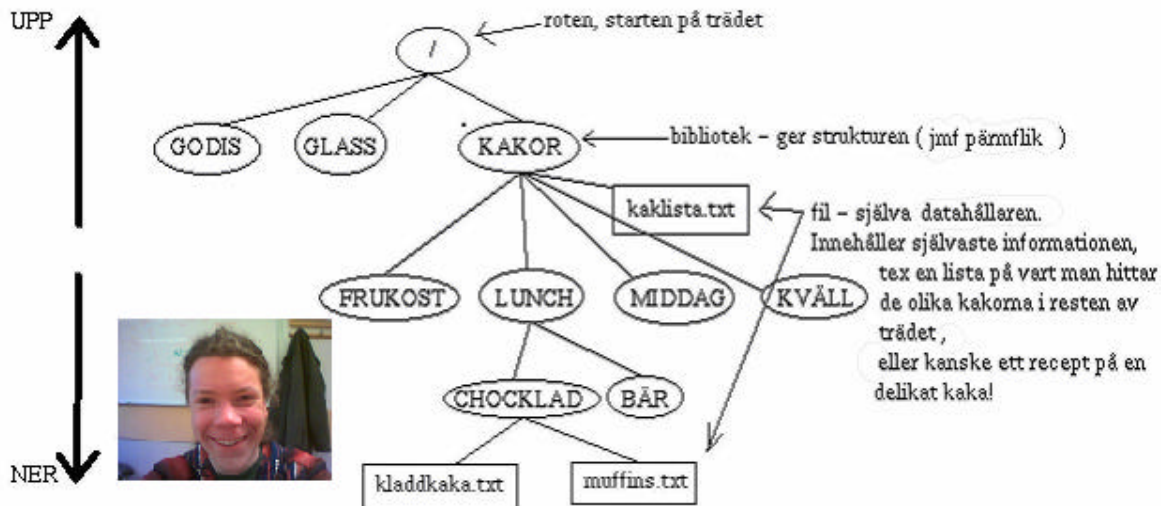 UPP
roten, starten på trädet
/
GODIS
GLASS
KAKOR
bibliotek – ger strukturen ( jmf pärmflik )
kaklista.txt
fil – själva datahållaren.
Innehåller självaste informationen,
tex en lista på vart man hittar
de olika kakorna i resten av
trädet,
eller kanske ett recept på en
delikat kaka!
FRUKOST
LUNCH
MIDDAG
KVÄLL
CHOCKLAD
BÄR
NER
kladdkaka.txt
muffins.txt